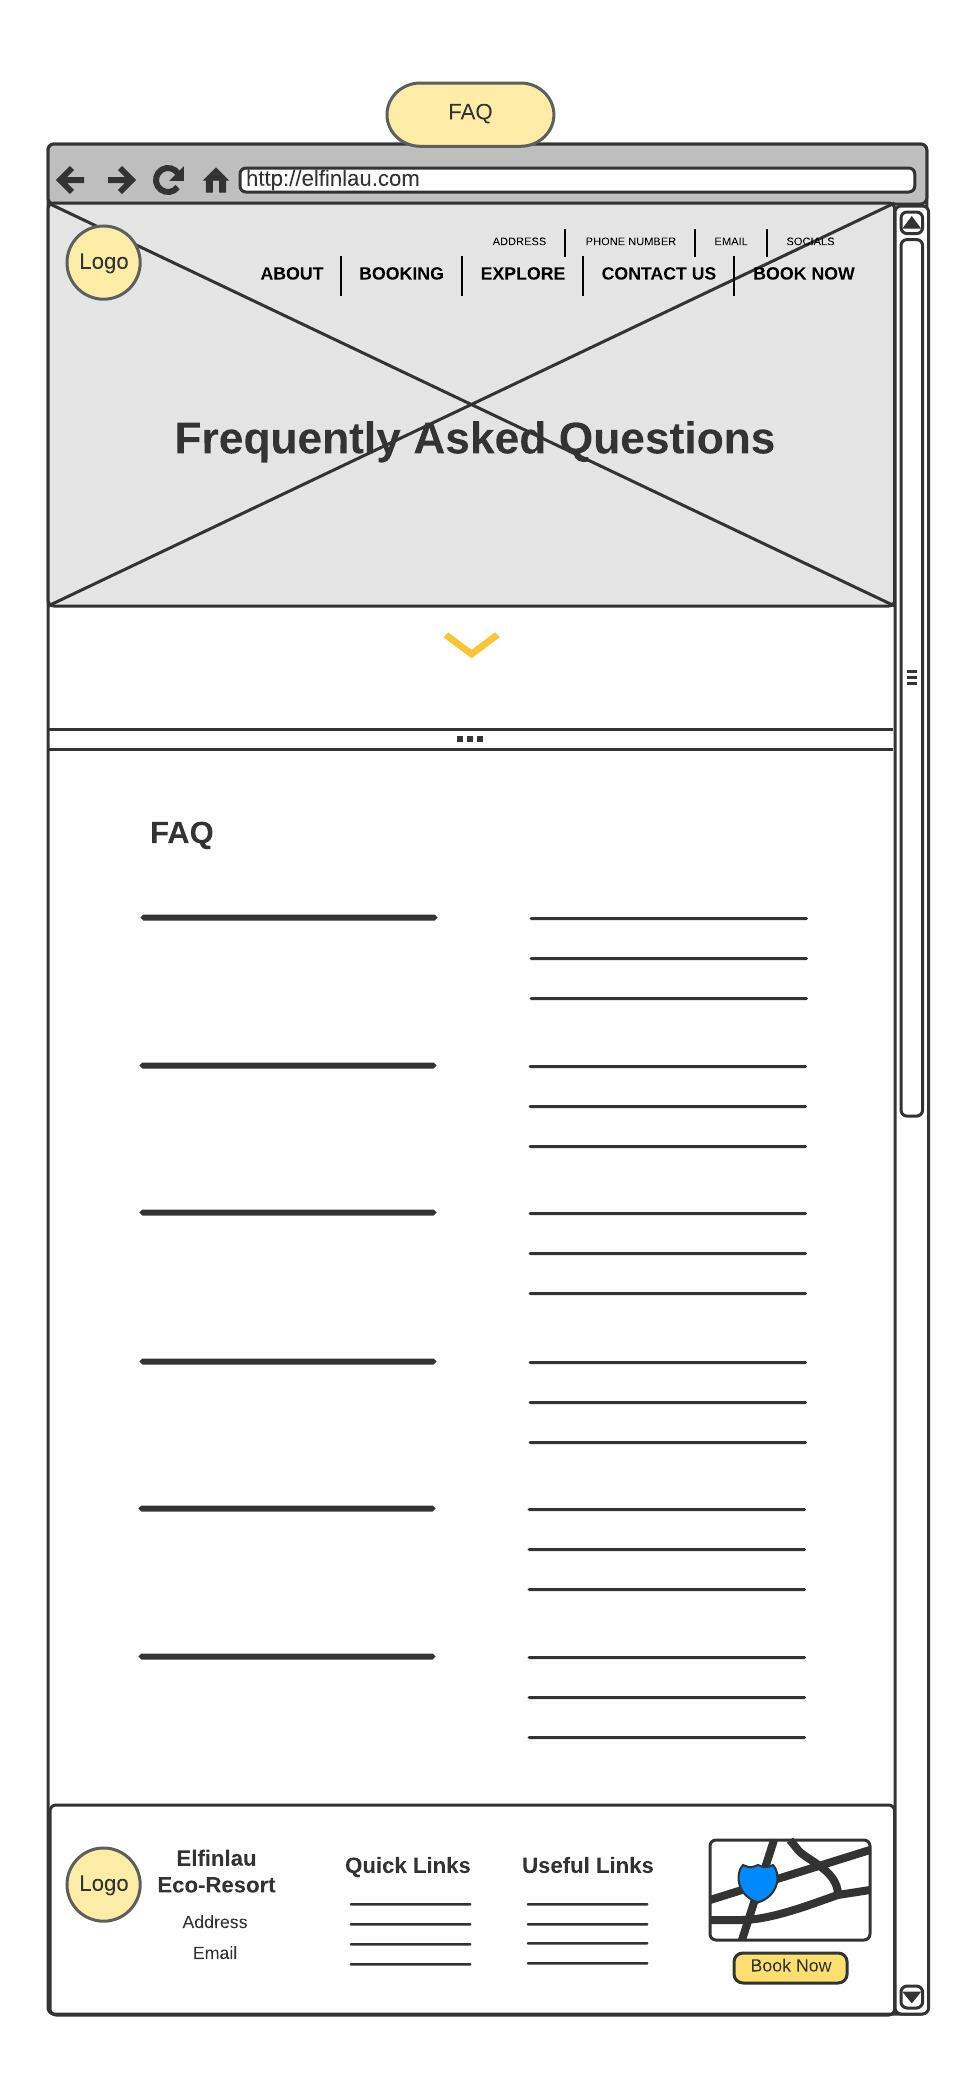 FAQ
http://elfinlau.com
Logo
ADDRESS PHONE NUMBER EMAIL SOCIALS
ABOUT BOOKING EXPLORE CONTACT US BOOK NOW
Frequently Asked Questions
FAQ
Logo
Elfinlau
Eco-Resort
Address
Email
Quick Links
Useful Links
Book Now